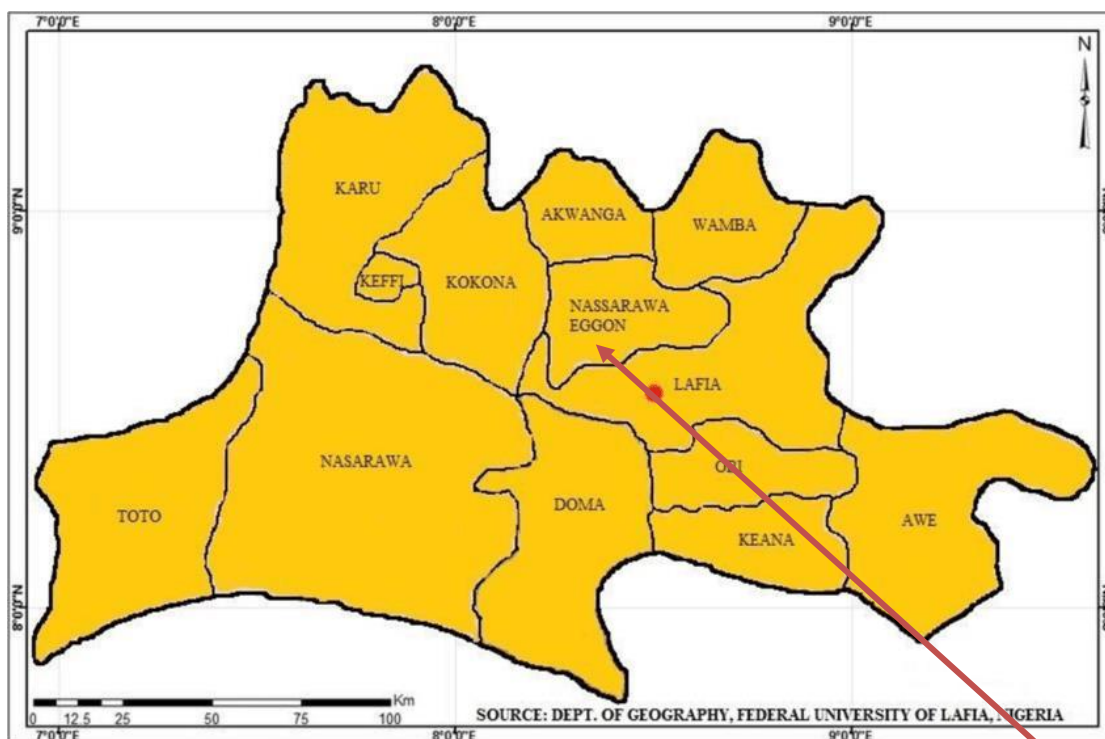 7°0'0"E 8°0'0"E 9°0'0"E
N
KARU
9°0'0"N
AKWANGA
WAMBA
KEFFI
KOKONA
NASSARAWA
EGGON
LAFIA
NASARAWA
OBI
DOMA
TOTO
AWE
KEANA
8°0'0"N
Km
0 12.5 25 50 75 100
SOURCE: DEPT. OF GEOGRAPHY, FEDERAL UNIVERSITY OF LAFIA, NIGERIA
7°0'0"E 8°0'0"E 9°0'0"E